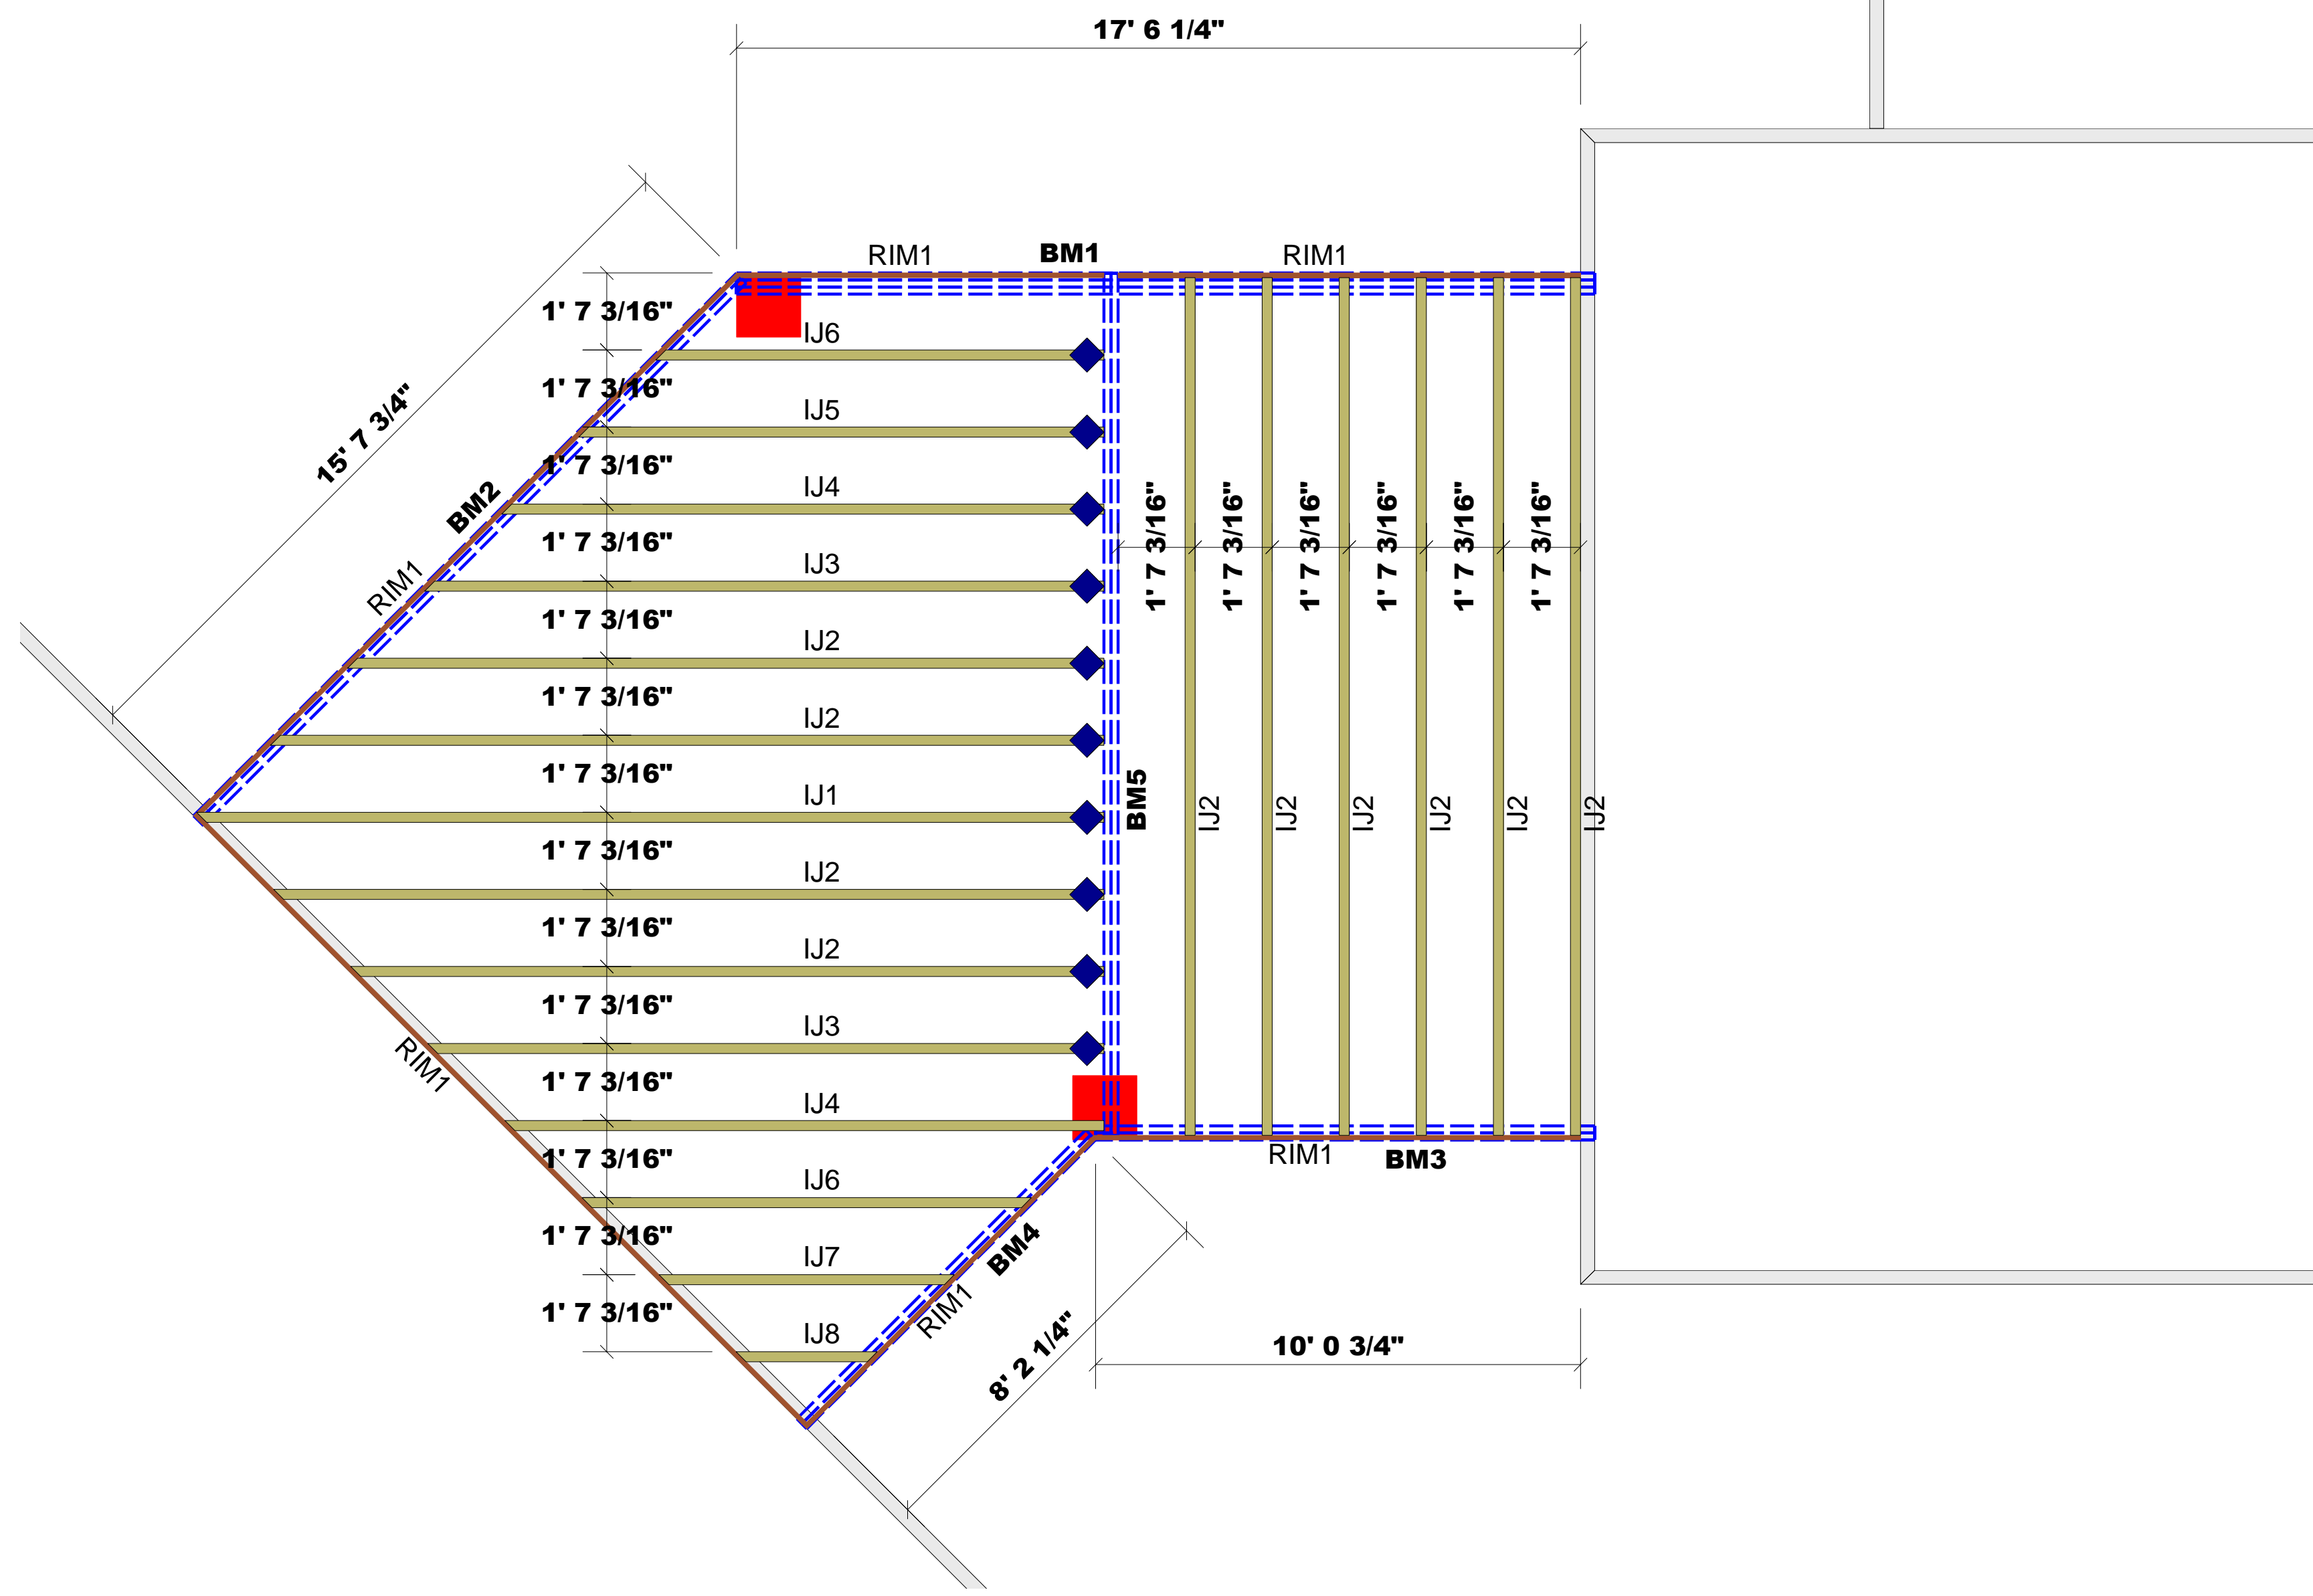 17' 6 1/4"
RIM1
BM1
RIM1
1' 7 3/16"
IJ6
1' 7 3/16"
IJ5
15' 7 3/4"
1' 7 3/16"
IJ4
BM2
1' 7 3/16"
IJ3
RIM1
1' 7 3/16"
IJ2
1' 7 3/16"
IJ2
1' 7 3/16"
IJ1
1' 7 3/16"
IJ2
1' 7 3/16"
IJ2
1' 7 3/16"
IJ3
RIM1
1' 7 3/16"
IJ4
1' 7 3/16"
IJ6
1' 7 3/16"
IJ7
1' 7 3/16"
IJ8
BM5
1' 7 3/16"
1' 7 3/16"
1' 7 3/16"
1' 7 3/16"
1' 7 3/16"
1' 7 3/16"
IJ2
IJ2
IJ2
IJ2
IJ2
IJ2
RIM1
BM3
BM4
RIM1
8' 2 1/4"
10' 0 3/4"